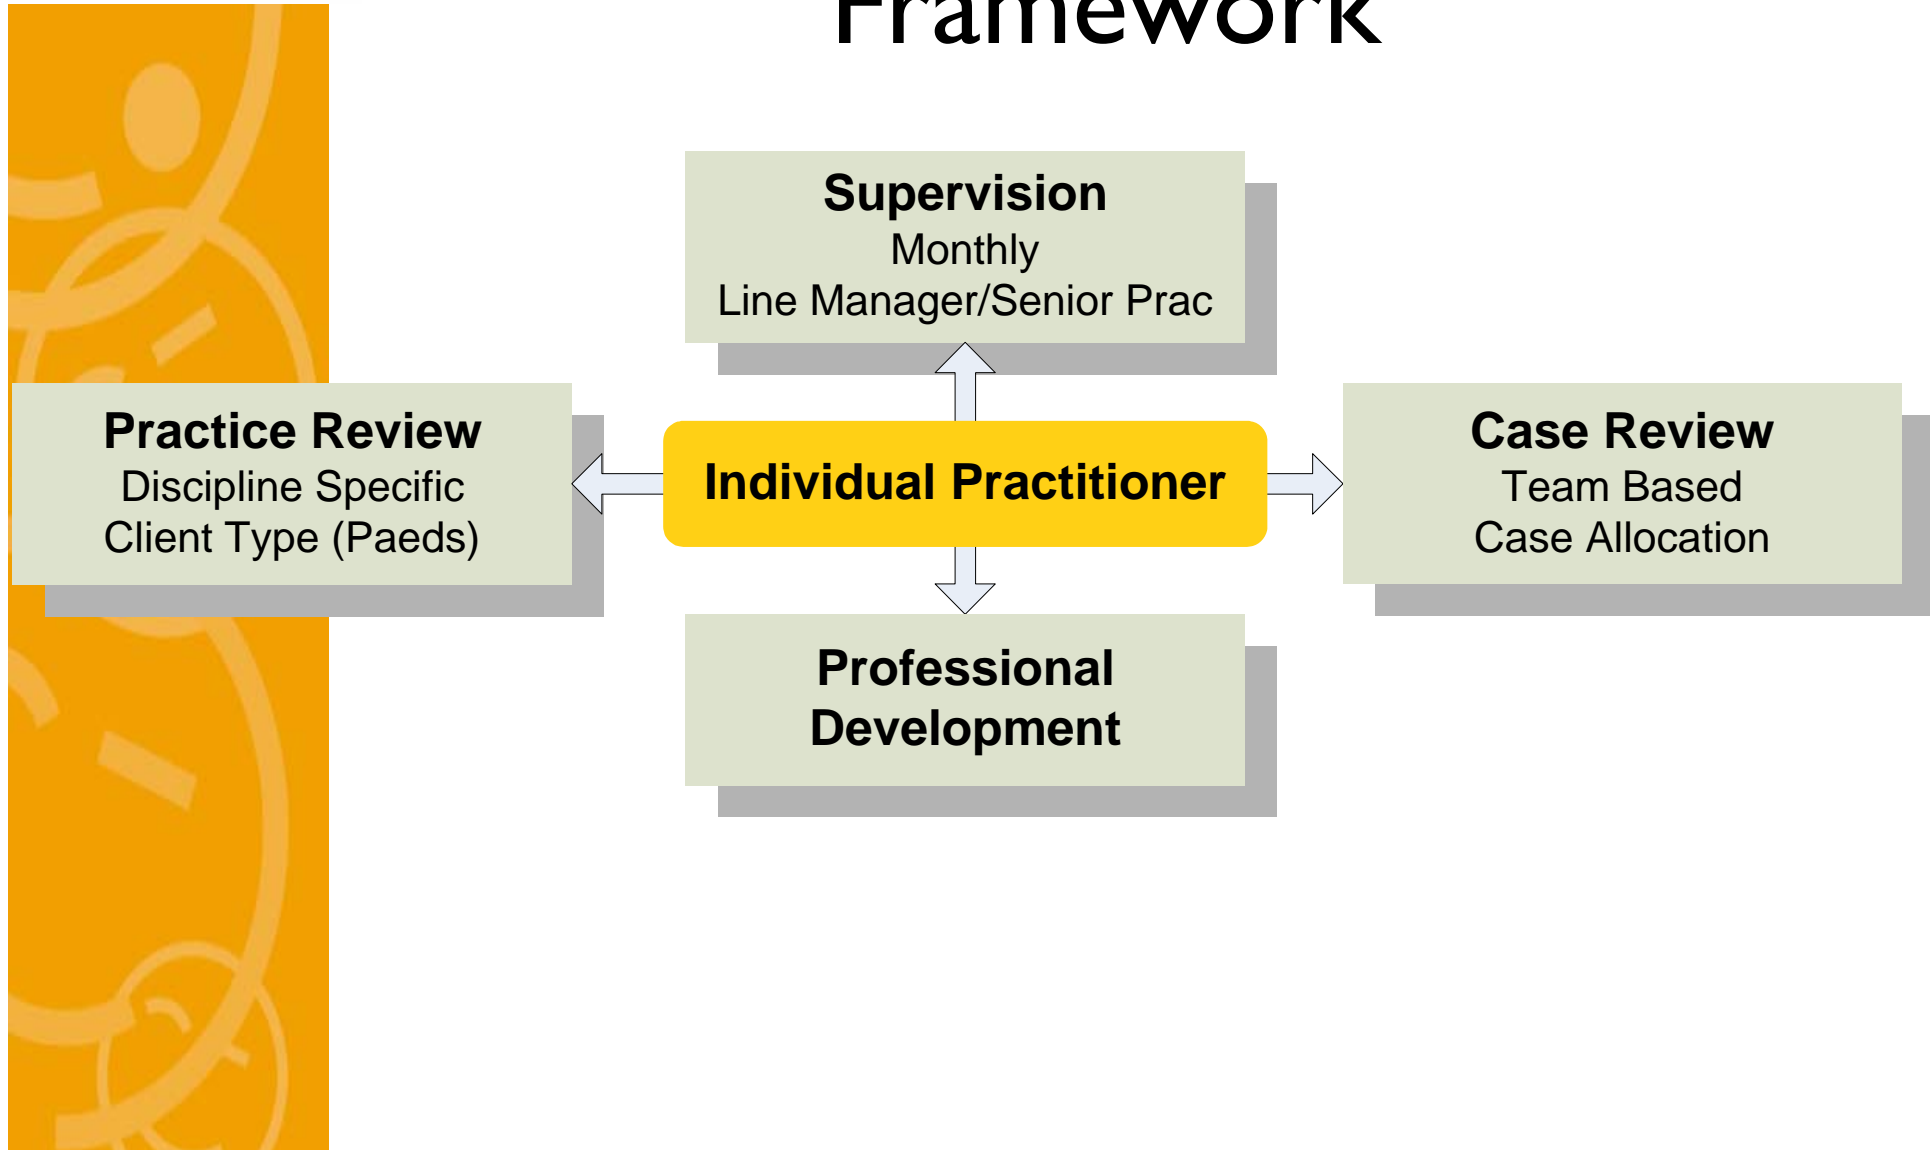 Framework
Supervision
Monthly
Line Manager/Senior Prac
Practice Review
Discipline Specific
Client Type (Paeds)
Individual Practitioner
Case Review
Team Based
Case Allocation
Professional
Development